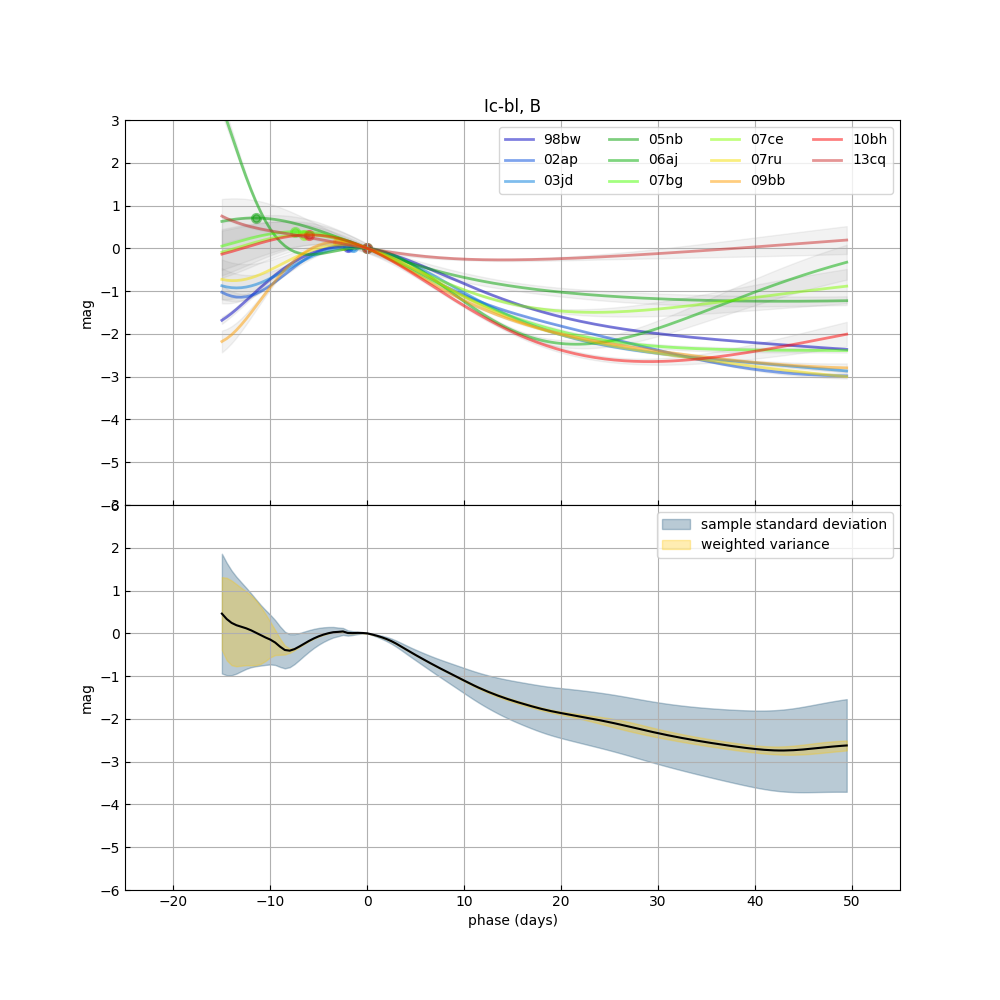 Ic-bl, B
98bw 05nb 07ce 10bh
02ap 06aj 07ru 13cq
03jd 07bg 09bb
3
2
1
0
−1
−2
−3
−4
−5
−6
mag
3
2
1
0
−1
−2
−3
−4
−5
−6
mag
sample standard deviation
weighted variance
−20 −10 0 10 20 30 40 50
phase (days)